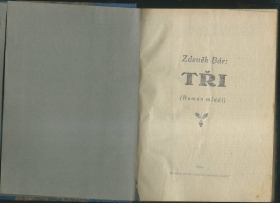 Zdeněk Bár:
TŘI
(Román mládí)